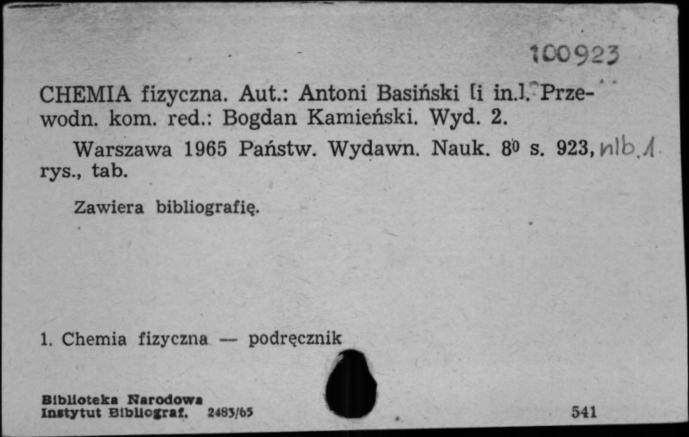 100923
CHEMIA fizyczna. Aut.: Antoni Basiński [i in.]. Prze-
wodn. kom. red.: Bogdan Kamieński. Wyd. 2.
Warszawa 1965 Państw. Wydawn. Nauk. 8⁰ s. 923, nlb. 1
rys., tab.
Zawiera bibliografię.
1. Chemia fizyczna — podręcznik
Biblioteka Narodowa
Instytut Bibliograf. 2483/65 541